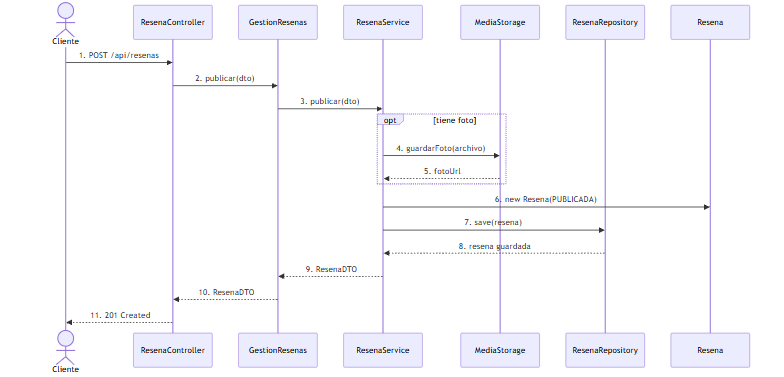 ResenaController
GestionResenas
ResenaService
MediaStorage
ResenaRepository
Resena
Cliente
1. POST /api/resenas
2. publicar(dto)
3. publicar(dto)
opt
[tiene foto]
4. guardarFoto(archivo)
5. fotoUrl
6. new Resena(PUBLICADA)
7. save(resena)
8. resena guardada
9. ResenaDTO
10. ResenaDTO
11. 201 Created
ResenaController
GestionResenas
ResenaService
MediaStorage
ResenaRepository
Resena
Cliente